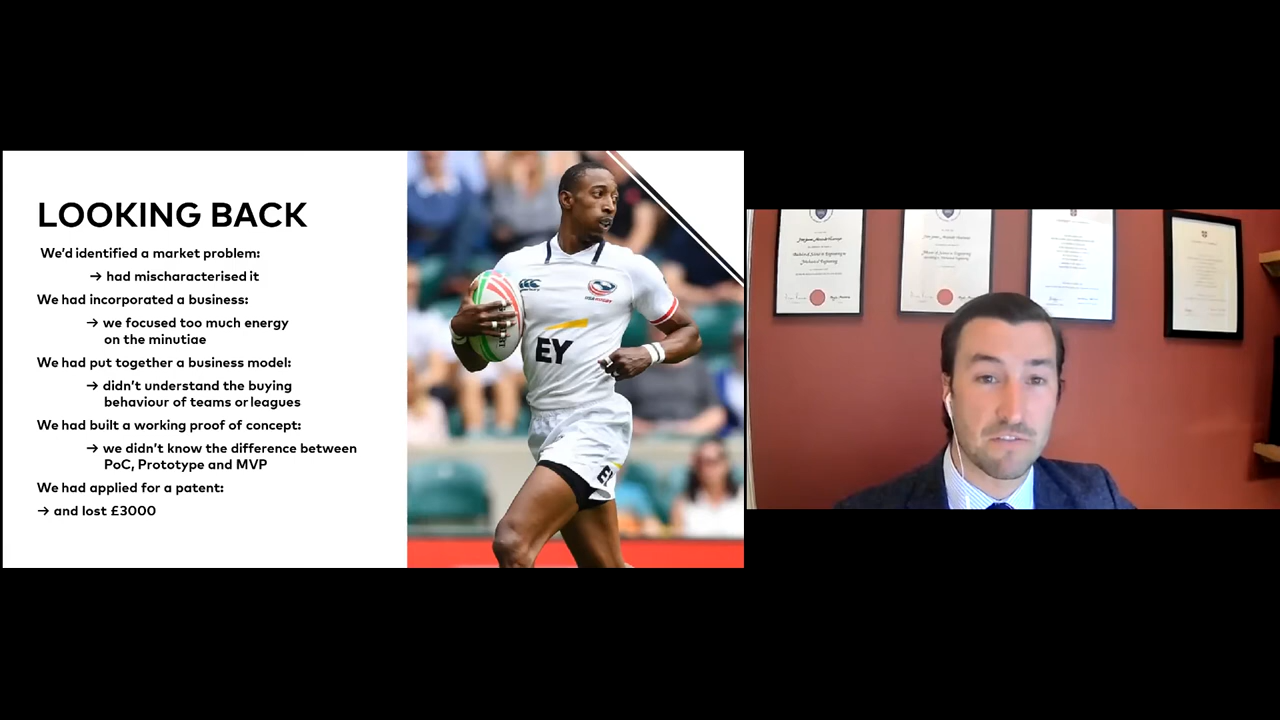 LOOKING BACK
We'd identified a market problem:
→ had mischaracterised it
We had incorporated a business:
→ we focused too much energy
on the minutiae
We had put together a business model:
→ didn't understand the buying
behaviour of teams or leagues
We had built a working proof of concept:
→ we didn't know the difference between
PoC, Prototype and MVP
We had applied for a patent:
→ and lost £3000
USA RUGBY
EY